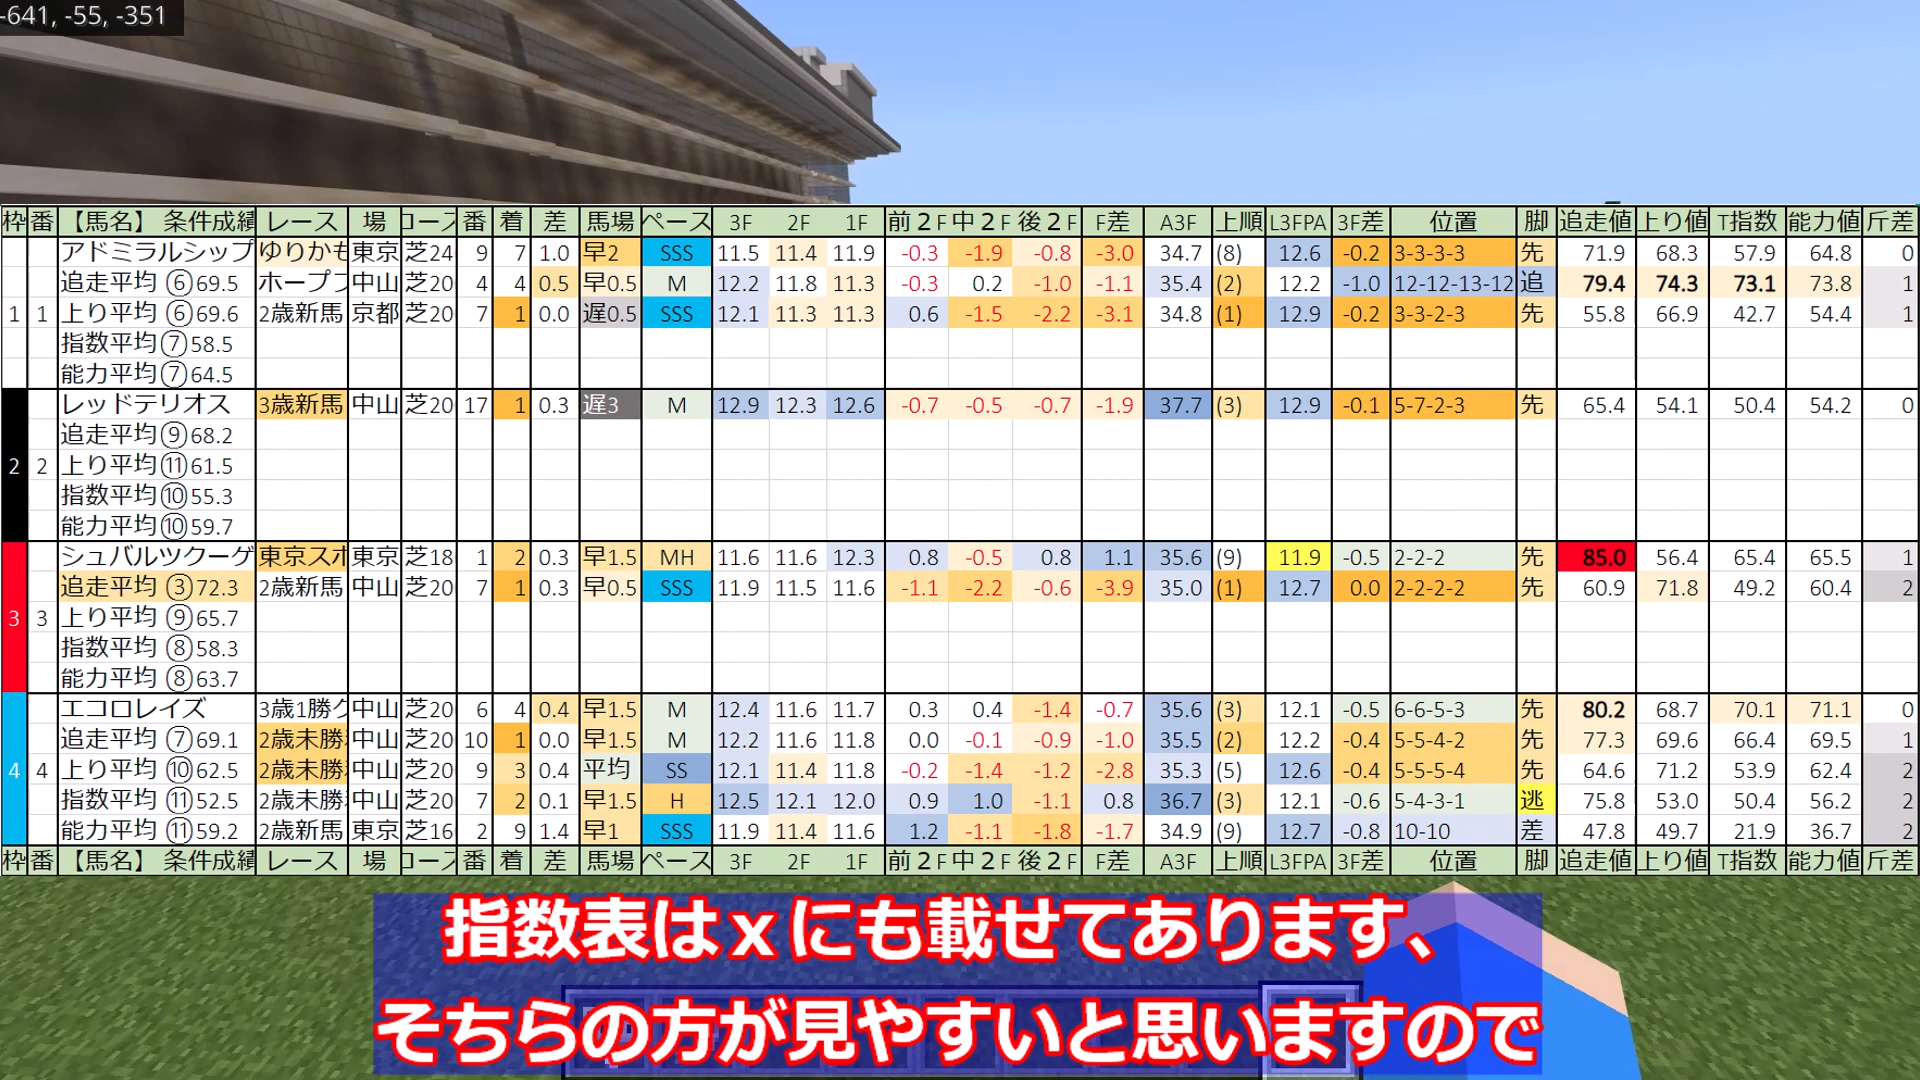 -641, -55, -351
枠 番 【馬名】 条件成績 レース 場 コース 番 着 差 馬場 ペース 3F 2F 1F 前２F 中２F 後２F F差 A3F 上順 L3FPA 3F差 位置 脚 追走値 上り値 T指数 能力値 斤差
アドミラルシップ ゆりかも 東京 芝24 9 7 1.0 早2 SSS 11.5 11.4 11.9 -0.3 -1.9 -0.8 -3.0 34.7 (8) 12.6 -0.2 3-3-3-3 先 71.9 68.3 57.9 64.8 0
追走平均 ⑥69.5 ホープフ 中山 芝20 4 4 0.5 早0.5 M 12.2 11.8 11.3 -0.3 0.2 -1.0 -1.1 35.4 (2) 12.2 -1.0 12-12-13-12 追 79.4 74.3 73.1 73.8 1
1 1 上り平均 ⑥69.6 2歳新馬 京都 芝20 7 1 0.0 遅0.5 SSS 12.1 11.3 11.3 0.6 -1.5 -2.2 -3.1 34.8 (1) 12.9 -0.2 3-3-2-3 先 55.8 66.9 42.7 54.4 1
指数平均 ⑦58.5
能力平均 ⑦64.5
レッドテリオス 3歳新馬 中山 芝20 17 1 0.3 遅3 M 12.9 12.3 12.6 -0.7 -0.5 -0.7 -1.9 37.7 (3) 12.9 -0.1 5-7-2-3 先 65.4 54.1 50.4 54.2 0
追走平均 ⑨68.2
2 2 上り平均 ⑪61.5
指数平均 ⑩55.3
能力平均 ⑩59.7
シュバルツクーゲ 東京スポ 東京 芝18 1 2 0.3 早1.5 MH 11.6 11.6 12.3 0.8 -0.5 0.8 1.1 35.6 (9) 11.9 -0.5 2-2-2 先 85.0 56.4 65.4 65.5 1
追走平均 ③72.3 2歳新馬 中山 芝20 7 1 0.3 早0.5 SSS 11.9 11.5 11.6 -1.1 -2.2 -0.6 -3.9 35.0 (1) 12.7 0.0 2-2-2-2 先 60.9 71.8 49.2 60.4 2
3 3 上り平均 ⑨65.7
指数平均 ⑧58.3
能力平均 ⑧63.7
エコロレイズ 3歳1勝ク 中山 芝20 6 4 0.4 早1.5 M 12.4 11.6 11.7 0.3 0.4 -1.4 -0.7 35.6 (3) 12.1 -0.5 6-6-5-3 先 80.2 68.7 70.1 71.1 0
追走平均 ⑦69.1 2歳未勝 中山 芝20 10 1 0.0 早1.5 M 12.2 11.6 11.8 0.0 -0.1 -0.9 -1.0 35.5 (2) 12.2 -0.4 5-5-4-2 先 77.3 69.6 66.4 69.5 1
4 4 上り平均 ⑩62.5 2歳未勝 中山 芝20 9 3 0.4 平均 SS 12.1 11.4 11.8 -0.2 -1.4 -1.2 -2.8 35.3 (5) 12.6 -0.4 5-5-5-4 先 64.6 71.2 53.9 62.4 2
指数平均 ⑪52.5 2歳未勝 中山 芝20 7 2 0.1 早1.5 H 12.5 12.1 12.0 0.9 1.0 -1.1 0.8 36.7 (3) 12.1 -0.6 5-4-3-1 逃 75.8 53.0 50.4 56.2 2
能力平均 ⑪59.2 2歳新馬 東京 芝16 2 9 1.4 早1 SSS 11.9 11.4 11.6 1.2 -1.1 -1.8 -1.7 34.9 (9) 12.7 -0.8 10-10 差 47.8 49.7 21.9 36.7 2
枠 番 【馬名】 条件成績 レース 場 コース 番 着 差 馬場 ペース 3F 2F 1F 前２F 中２F 後２F F差 A3F 上順 L3FPA 3F差 位置 脚 追走値 上り値 T指数 能力値 斤差
指数表はｘにも載せてあります、
そちらの方が見やすいと思いますので